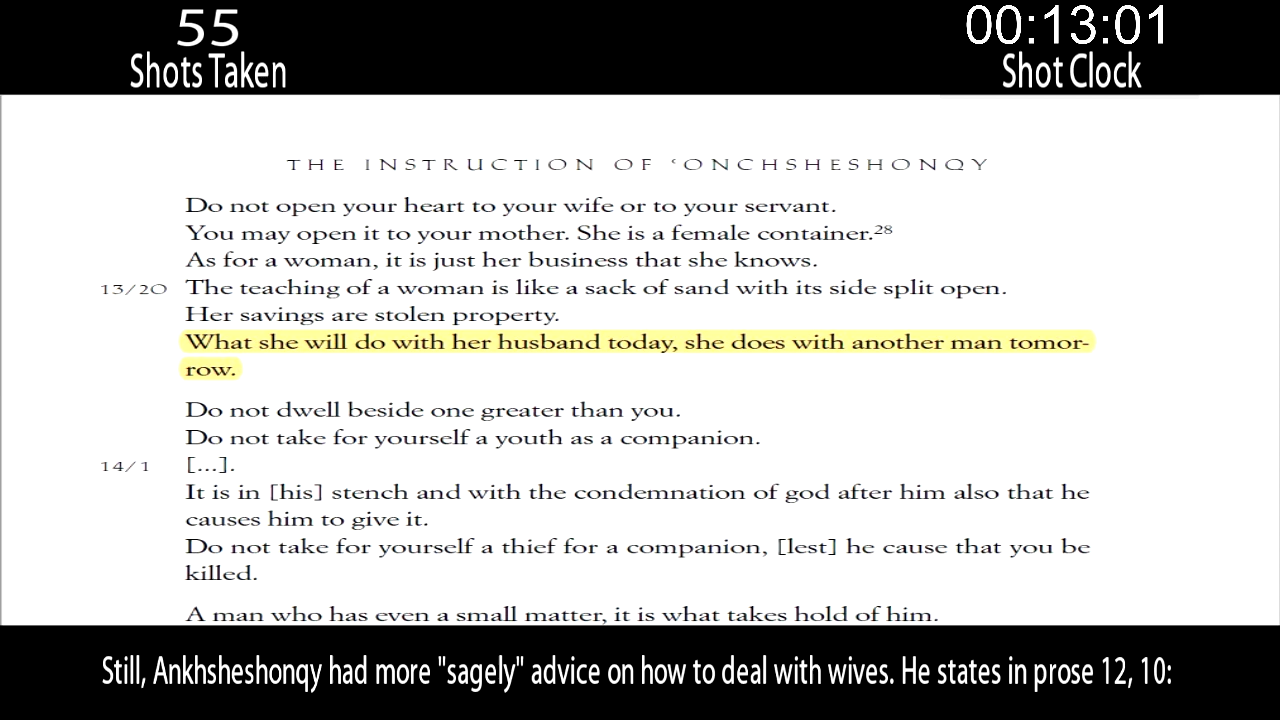 55
Shots Taken
00:13:01
Shot Clock
THE INSTRUCTION OF ‘ONCHSHESHONQY
Do not open your heart to your wife or to your servant.
You may open it to your mother. She is a female container.²⁸
As for a woman, it is just her business that she knows.
13/20 The teaching of a woman is like a sack of sand with its side split open.
Her savings are stolen property.
What she will do with her husband today, she does with another man tomor-
row.
Do not dwell beside one greater than you.
Do not take for yourself a youth as a companion.
14/1 [...].
It is in [his] stench and with the condemnation of god after him also that he
causes him to give it.
Do not take for yourself a thief for a companion, [lest] he cause that you be
killed.
A man who has even a small matter, it is what takes hold of him.
Still, Ankhsheshonqy had more "sagely" advice on how to deal with wives. He states in prose 12, 10: